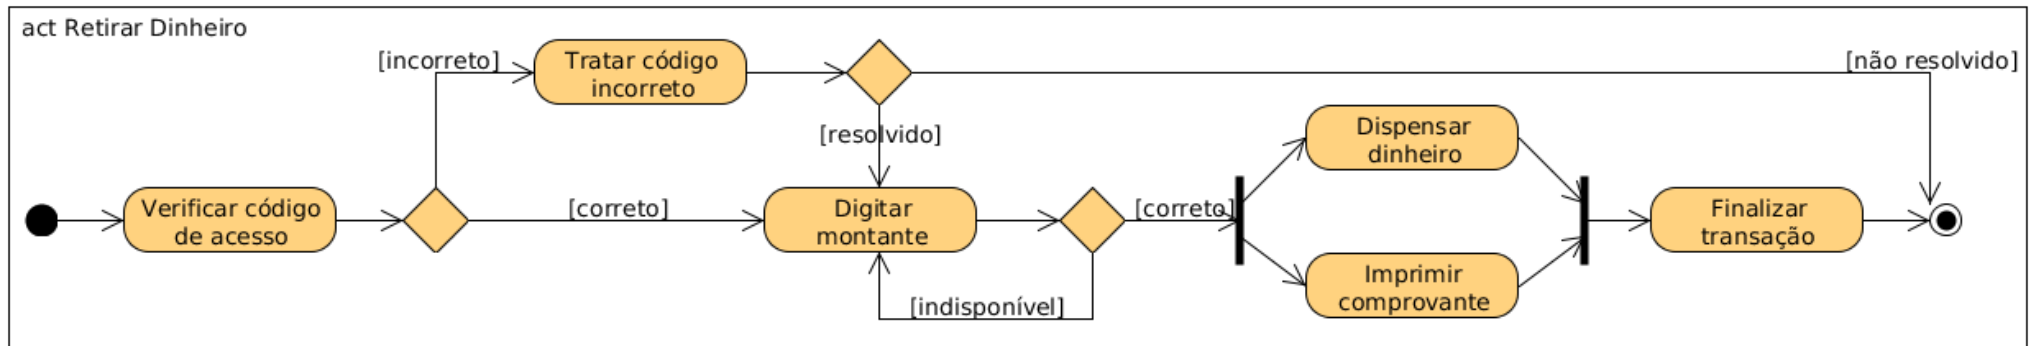 act Retirar Dinheiro
[incorreto]
Tratar código
incorreto
[não resolvido]
[resolvido]
Dispensar
dinheiro
Verificar código
de acesso
[correto]
Digitar
montante
[correto]
Finalizar
transação
[indisponível]
Imprimir
comprovante